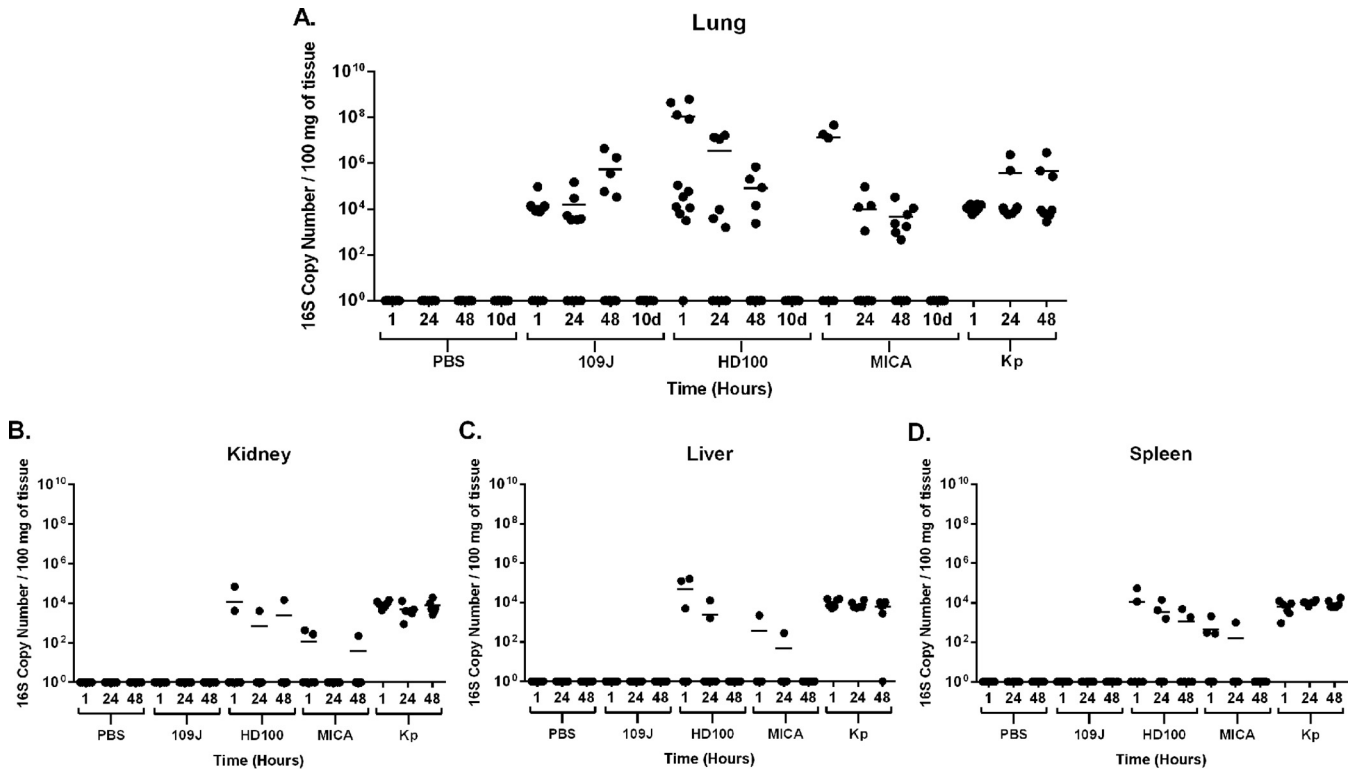 A.
Lung
16S Copy Number / 100 mg of tissue
10^10
10^8
10^6
10^4
10^2
10^0
1 24 48 10d 1 24 48 10d 1 24 48 10d 1 24 48 10d 1 24 48
PBS 109J HD100 MICA Kp
Time (Hours)
B.
Kidney
16S Copy Number / 100 mg of tissue
10^10
10^8
10^6
10^4
10^2
10^0
1 24 48 1 24 48 1 24 48 1 24 48 1 24 48
PBS 109J HD100 MICA Kp
Time (Hours)
C.
Liver
16S Copy Number / 100 mg of tissue
10^10
10^8
10^6
10^4
10^2
10^0
1 24 48 1 24 48 1 24 48 1 24 48 1 24 48
PBS 109J HD100 MICA Kp
Time (Hours)
D.
Spleen
16S Copy Number / 100 mg of tissue
10^10
10^8
10^6
10^4
10^2
10^0
1 24 48 1 24 48 1 24 48 1 24 48 1 24 48
PBS 109J HD100 MICA Kp
Time (Hours)